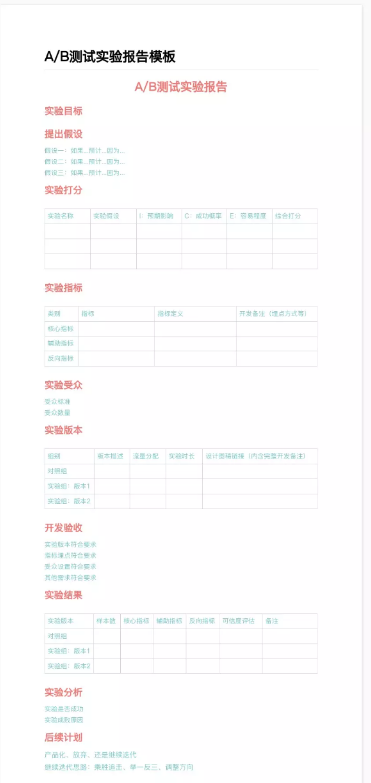 A/B测试实验报告模板
A/B测试实验报告
实验目标
提出假设
假设一：如果...预计...因为...
假设二：如果...预计...因为...
假设三：如果...预计...因为...
实验打分
实验名称 实验假设 I：预期影响 C：成功概率 E：容易程度 综合打分
实验指标
类别 指标 指标定义 开发备注（埋点方式等）
核心指标
辅助指标
反向指标
实验受众
受众规准
受众数量
实验版本
组别 版本描述 流量分配 实验时长 设计图稿链接（内含完整开发备注）
对照组
实验组：版本1
实验组：版本2
开发验收
实验版本符合要求
指标埋点符合要求
受众设置符合要求
其他要求符合要求
实验结果
实验版本 样本量 核心指标 辅助指标 反向指标 可信度评估 备注
对照组
实验组：版本1
实验组：版本2
实验分析
实验是否成功
实验成败原因
后续计划
产品化、放弃、还是继续迭代
继续迭代思路：乘胜追击、举一反三、调整方向